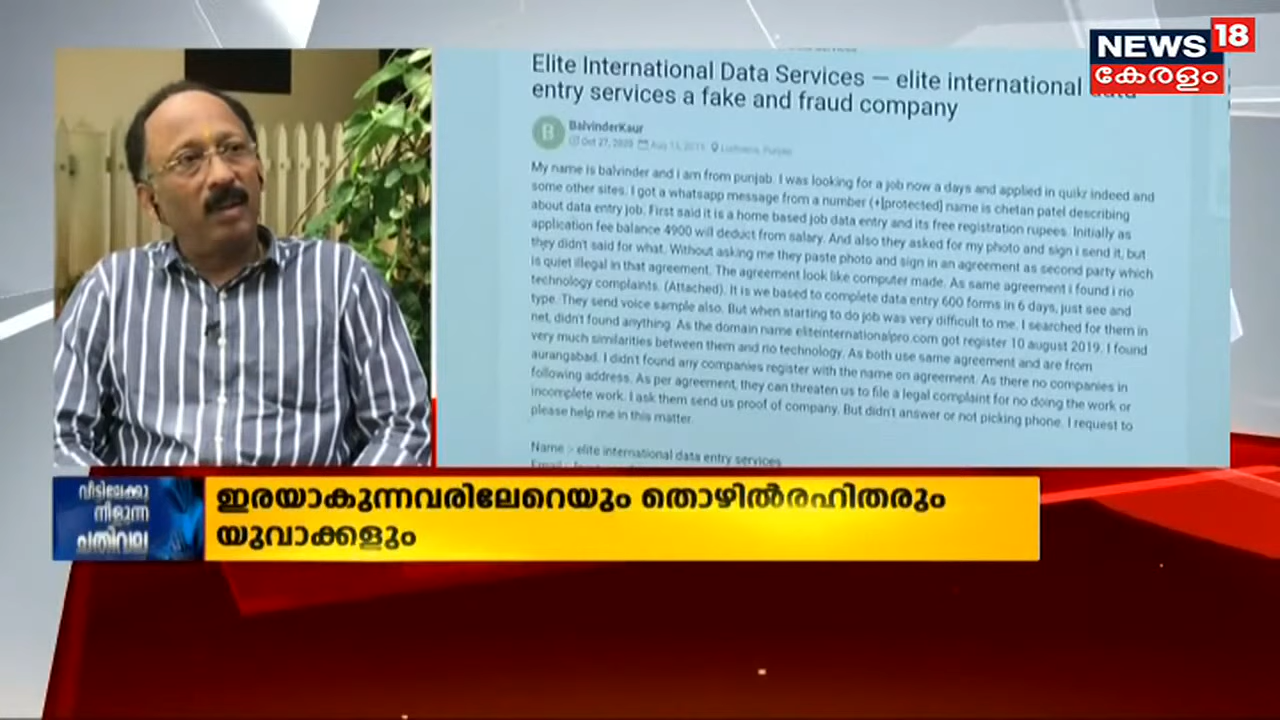 NEWS 18
കേരളം
Elite International Data Services — elite international data
entry services a fake and fraud company
B
BalvinderKaur
Oct 27, 2020 Aug 13, 2019 Ludhiana, Punjab
My name is balvinder and i am from punjab. I was looking for a job now a days and applied in quikr indeed and
some other sites. I got a whatsapp message from a number (+[protected] name is chetan patel describing
about data entry job. First said it is a home based job data entry and its free registration rupees. Initially as
application fee balance 4900 will deduct from salary. And also they asked for my photo and sign i send it, but
they didn't said for what. Without asking me they paste photo and sign in an agreement as second party which
is quiet illegal in that agreement. The agreement look like computer made. As same agreement i found i rio
technology complaints. (Attached). It is we based to complete data entry 600 forms in 6 days, just see and
type. They send voice sample also. But when starting to do job was very difficult to me. I searched for them in
net, didn't found anything. As the domain name eliteinternationalpro.com got register 10 august 2019. I found
very much similarities between them and rio technology. As both use same agreement and are from
aurangabad. I didn't found any companies register with the name on agreement. As there no companies in
following address. As per agreement, they can threaten us to file a legal complaint for no doing the work or
incomplete work. I ask them send us proof of company. But didn't answer or not picking phone. I request to
please help me in this matter.
Name :- elite international data entry services
വീട്ടിലേക്കു
നീളുന്ന
ചതിവല
ഇരയാകുന്നവരിലേറെയും തൊഴിൽരഹിതരും
യുവാക്കളും